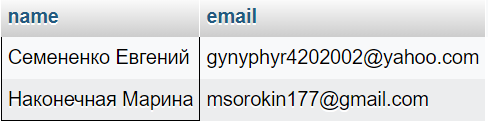 name email
Семененко Евгений gynyphyr4202002@yahoo.com
Наконечная Марина msorokin177@gmail.com